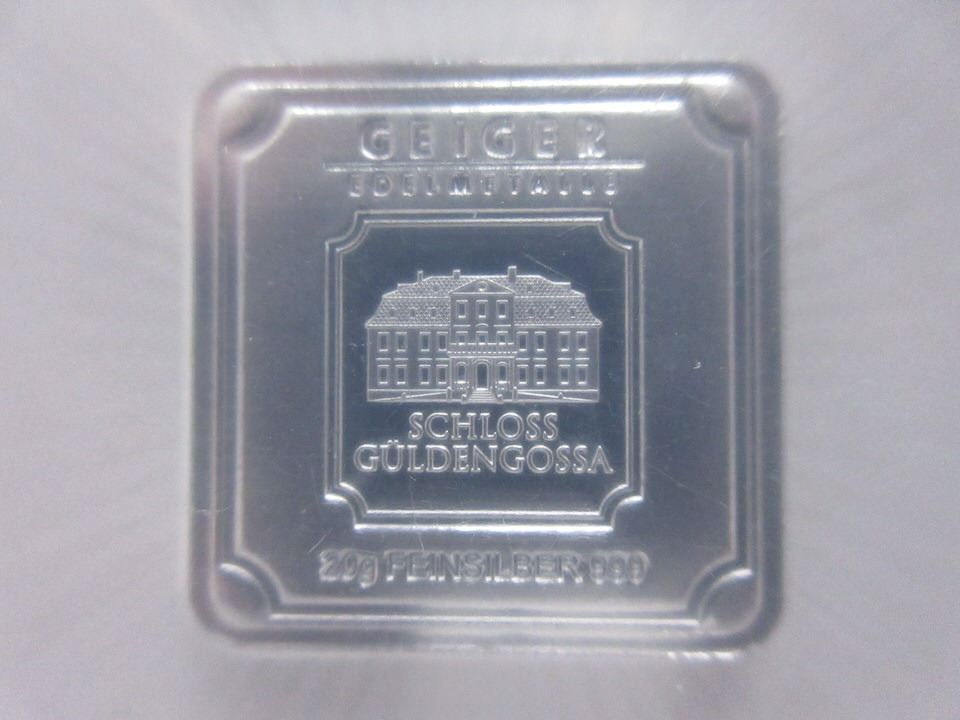 GEIGER
EDELMETALLE
SCHLOSS
GÜLDENGOSSA
20g FEINSILBER 999